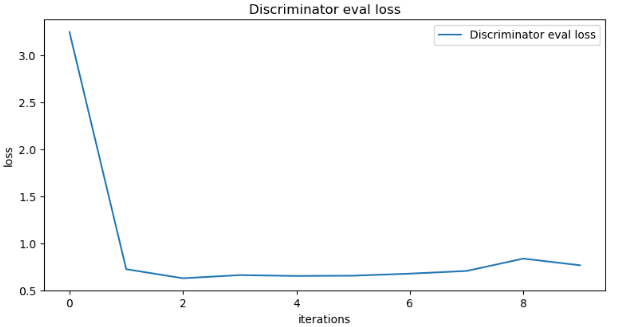 Discriminator eval loss
Discriminator eval loss
3.0
2.5
2.0
1.5
1.0
0.5
loss
0 2 4 6 8
iterations